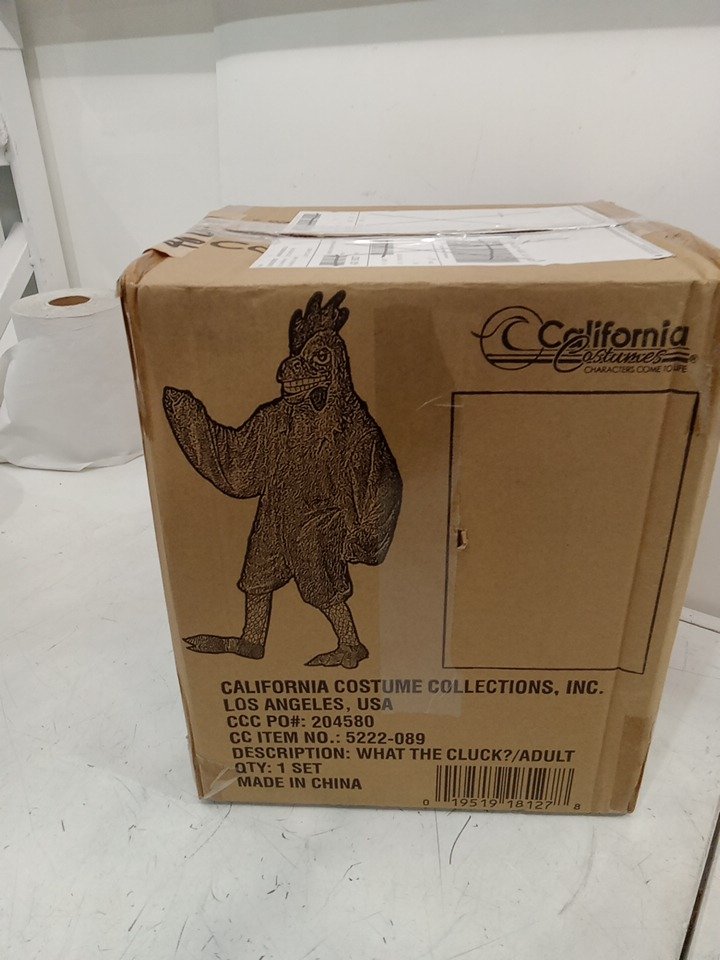 California
Costumes®
CHARACTERS COME TO LIFE
CALIFORNIA COSTUME COLLECTIONS, INC.
LOS ANGELES, USA
CCC PO#: 204580
CC ITEM NO.: 5222-089
DESCRIPTION: WHAT THE CLUCK?/ADULT
QTY: 1 SET
MADE IN CHINA
0 19519 18127 8